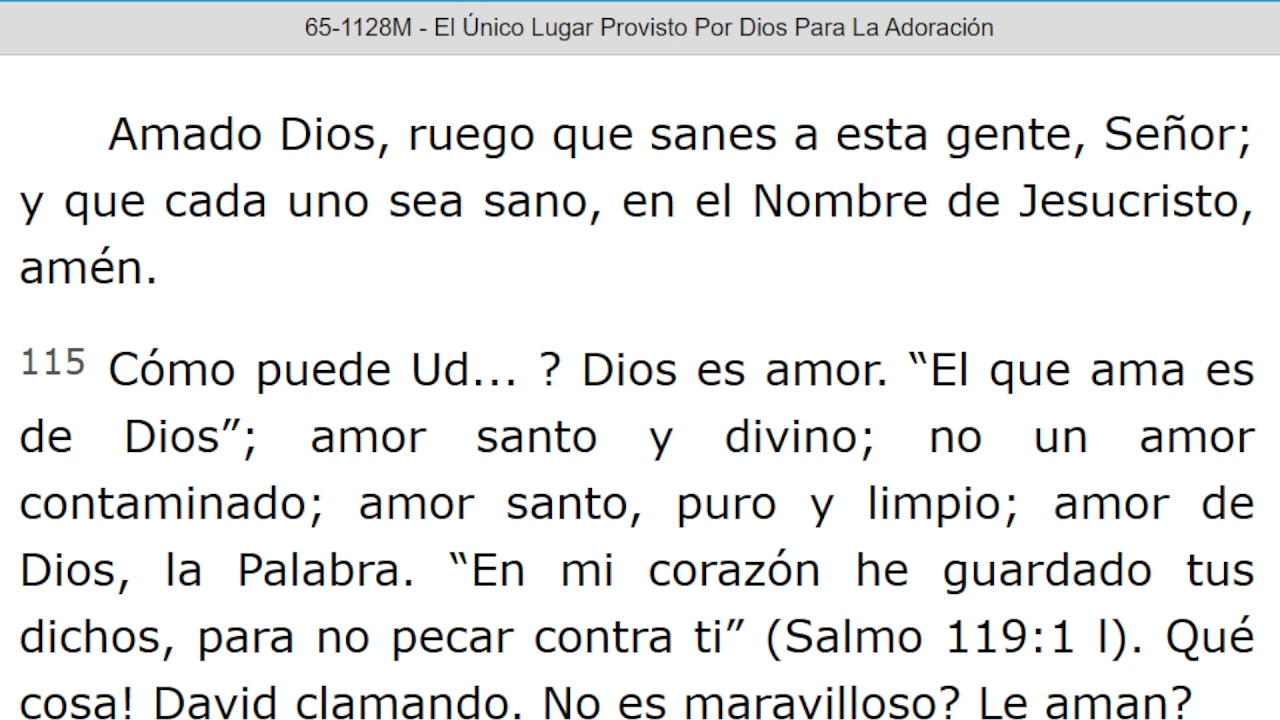 65-1128M - El Único Lugar Provisto Por Dios Para La Adoración
Amado Dios, ruego que sanes a esta gente, Señor;
y que cada uno sea sano, en el Nombre de Jesucristo,
amén.
115 Cómo puede Ud... ? Dios es amor. “El que ama es
de Dios”; amor santo y divino; no un amor
contaminado; amor santo, puro y limpio; amor de
Dios, la Palabra. “En mi corazón he guardado tus
dichos, para no pecar contra ti” (Salmo 119:1 l). Qué
cosa! David clamando. No es maravilloso? Le aman?